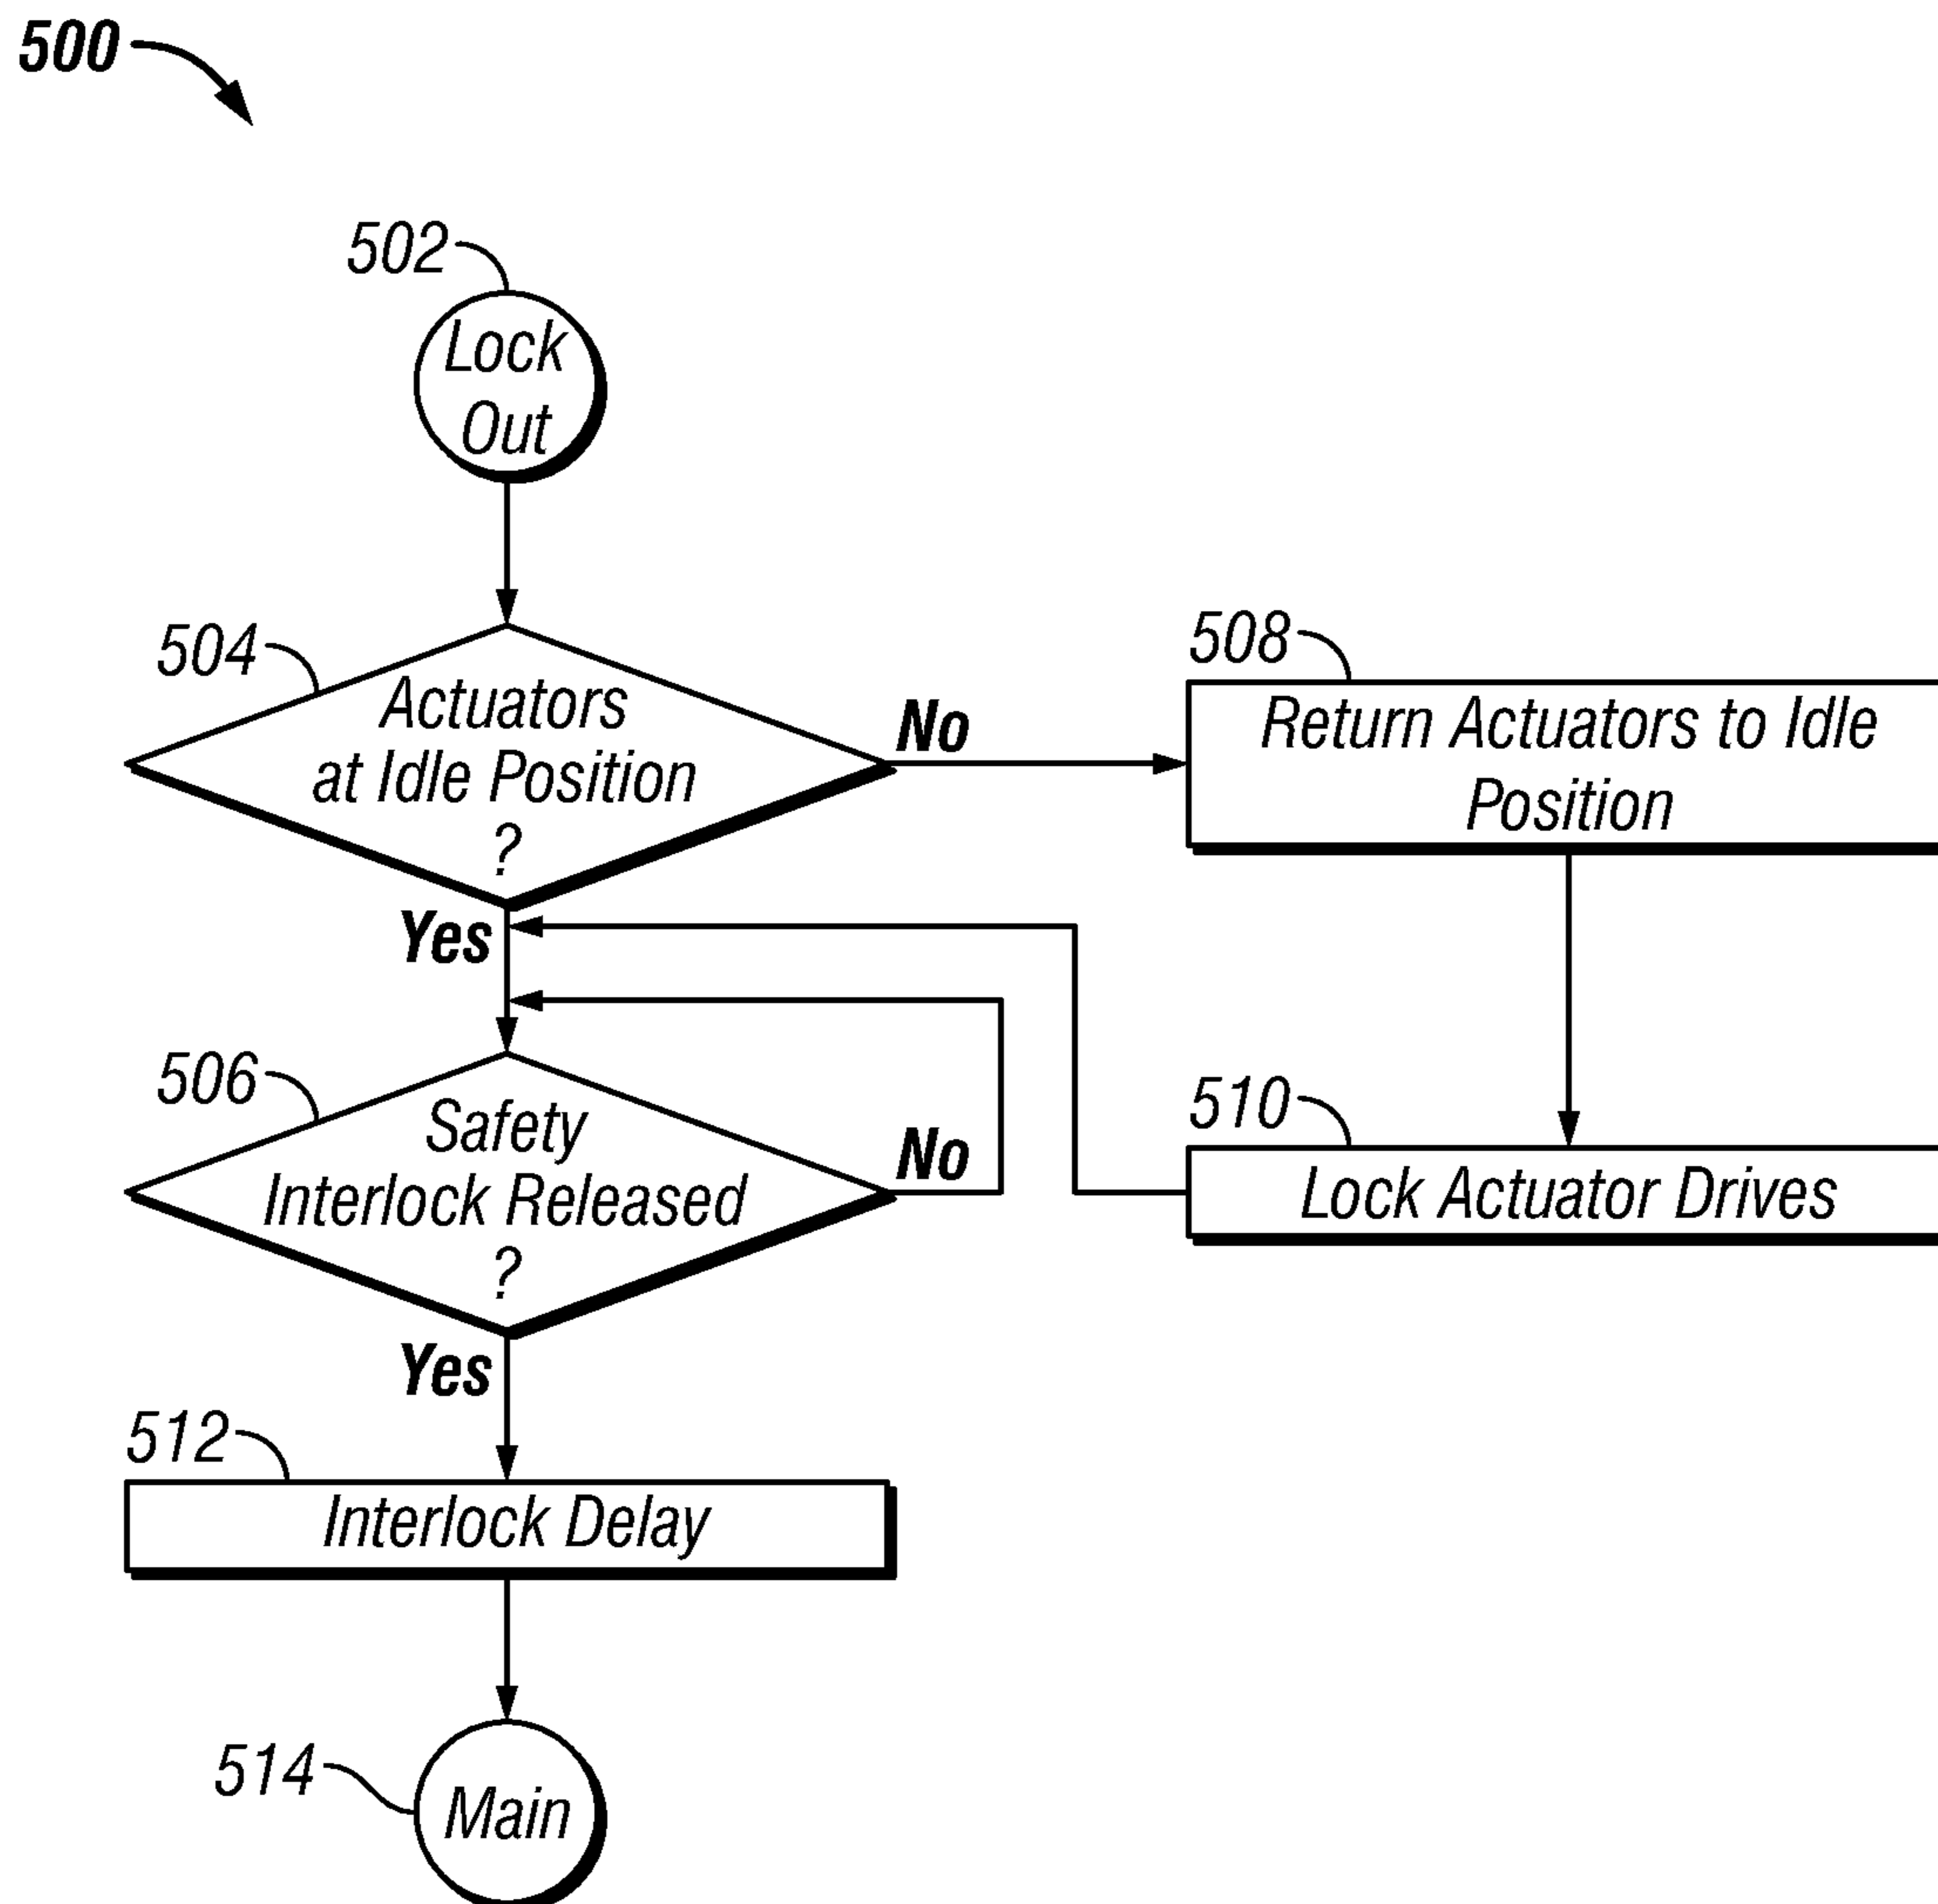 500
502
Lock
Out
504
Actuators
at Idle Position
?
No
508
Return Actuators to Idle
Position
Yes
506
Safety
Interlock Released
?
No
510
Lock Actuator Drives
Yes
512
Interlock Delay
514
Main